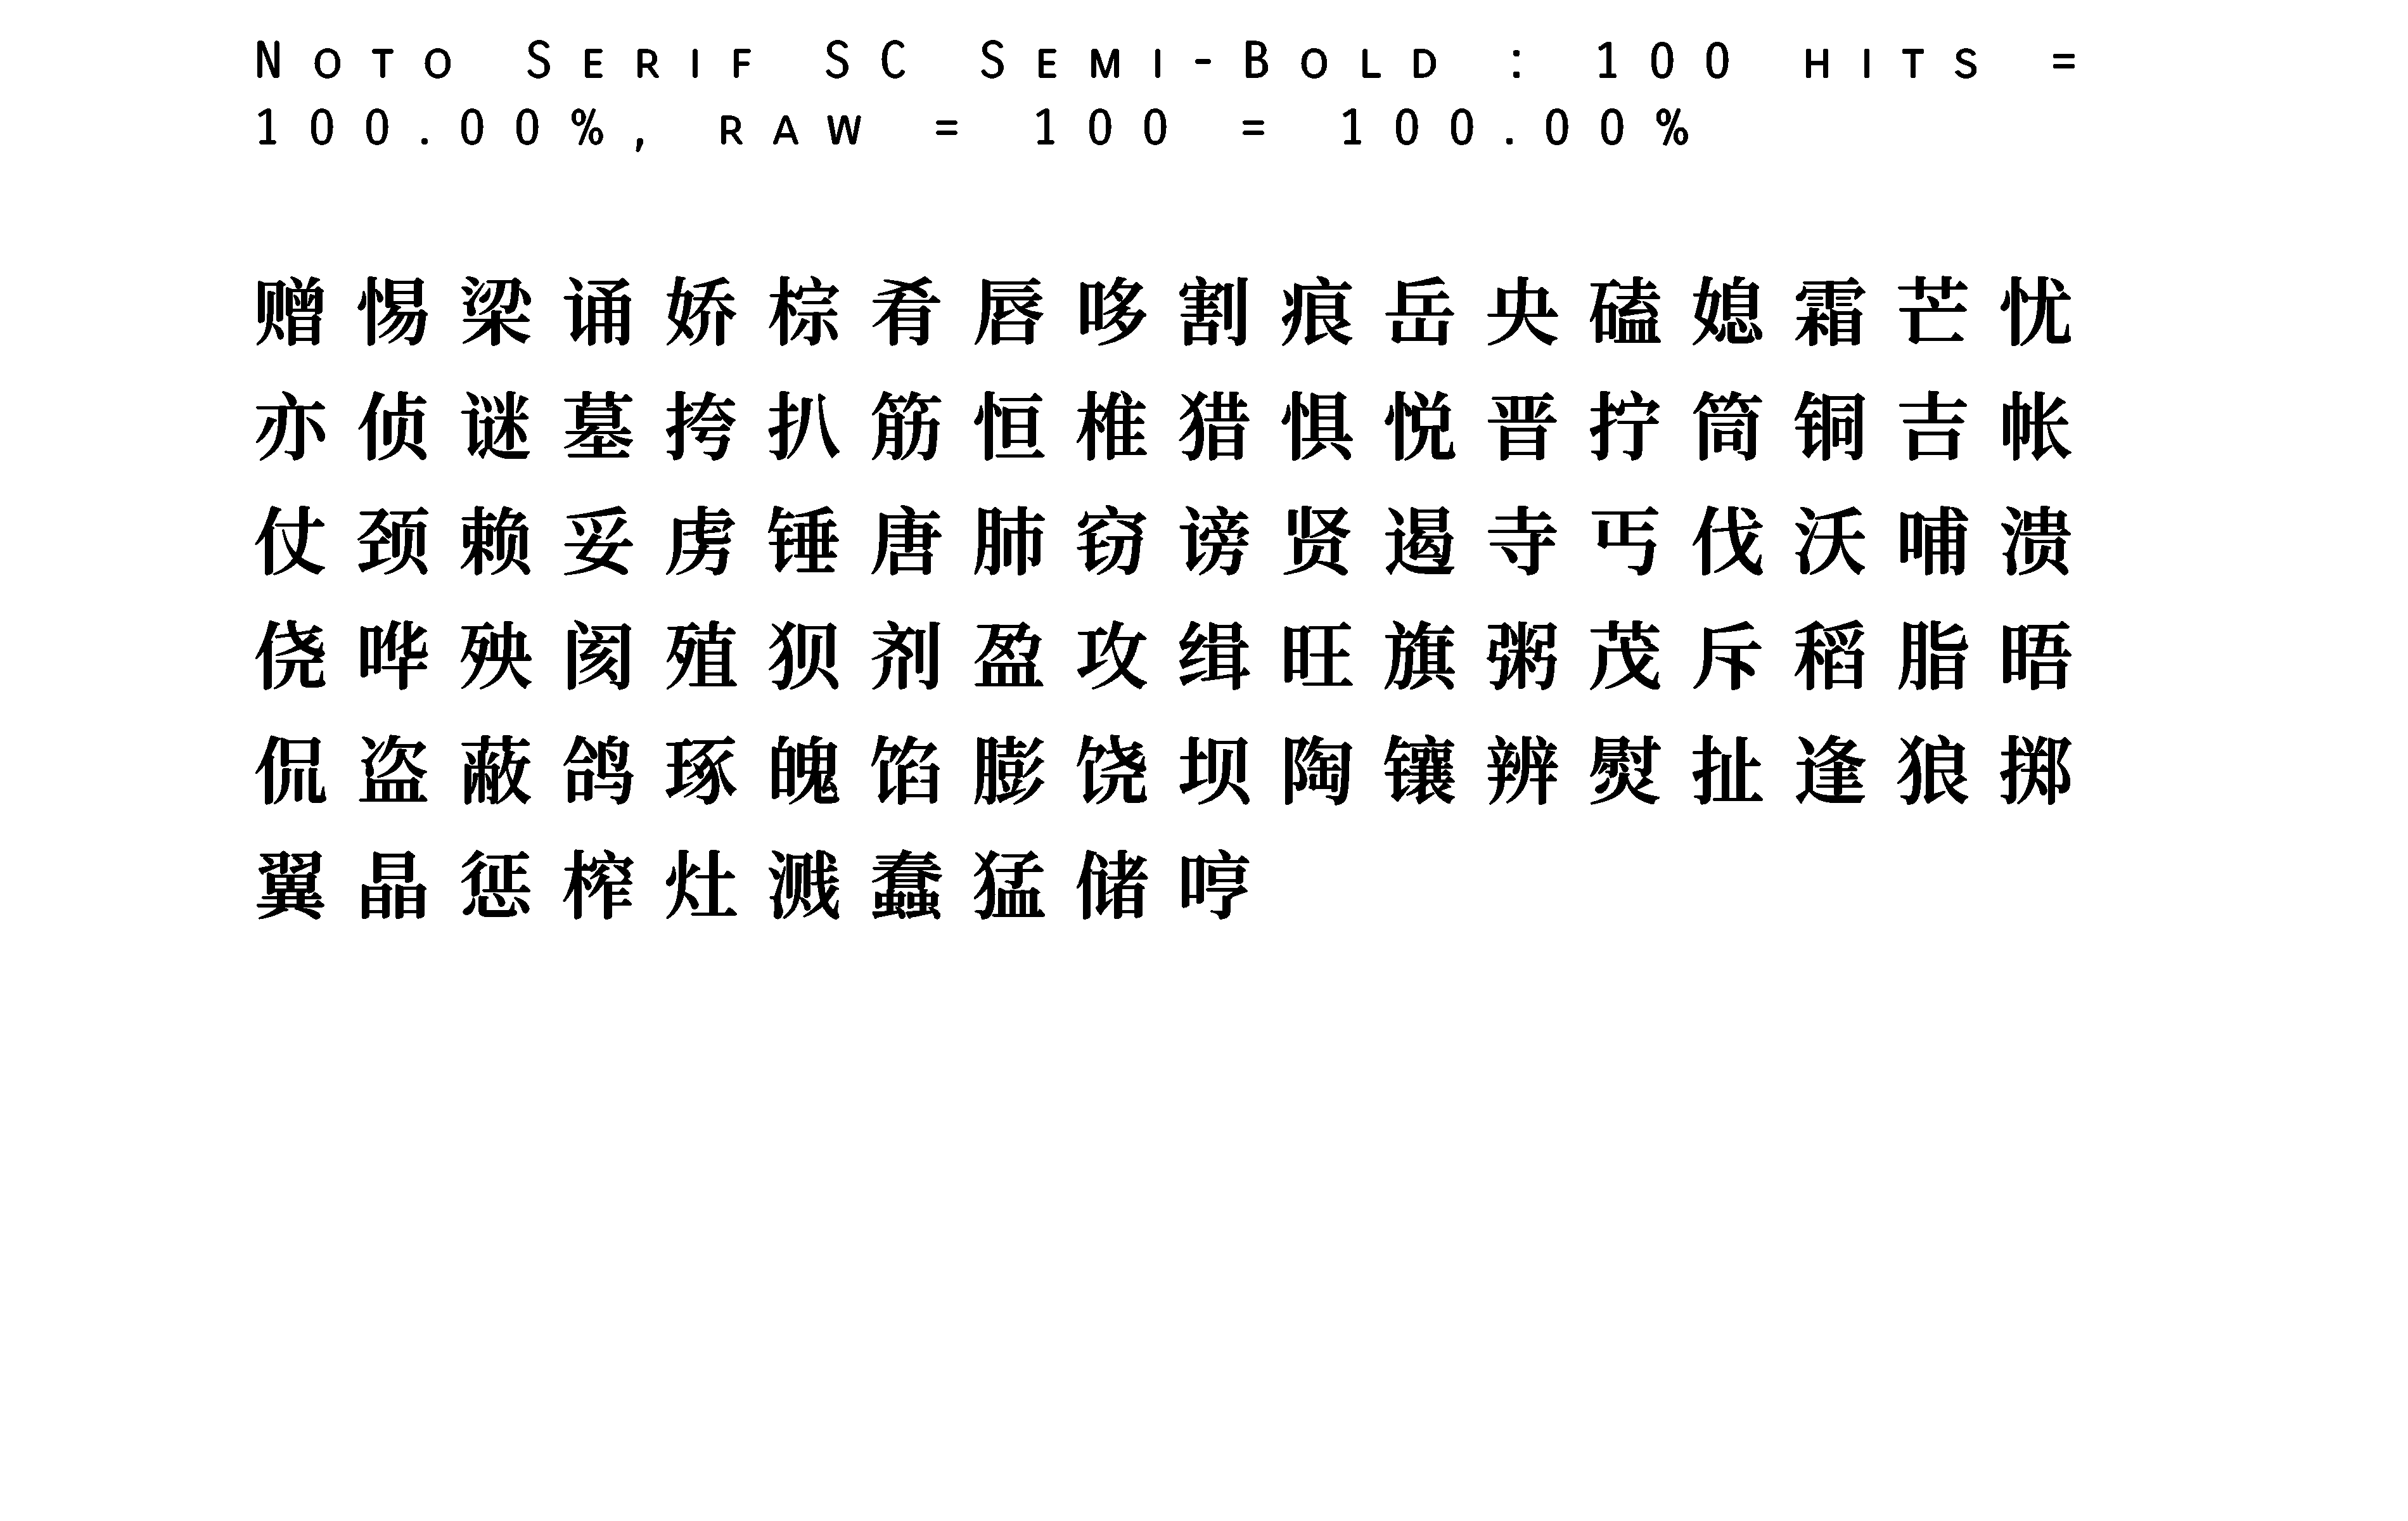 Noto Serif SC Semi-Bold : 100 hits =
100.00%, raw = 100 = 100.00%
赠惕梁诵娇棕肴唇哆割痕岳央磕媳霜芒忧
亦侦谜墓挎扒筋恒椎猎惧悦晋拧筒铜吉帐
仗颈赖妥虏锤唐肺窃谤贤遏寺丐伐沃哺溃
侥哗殃阂殖狈剂盈攻缉旺旗粥茂斥稻脂晤
侃盗蔽鸽琢魄馅膨饶坝陶镶辨熨扯逢狼掷
翼晶惩榨灶溅蠢猛储哼